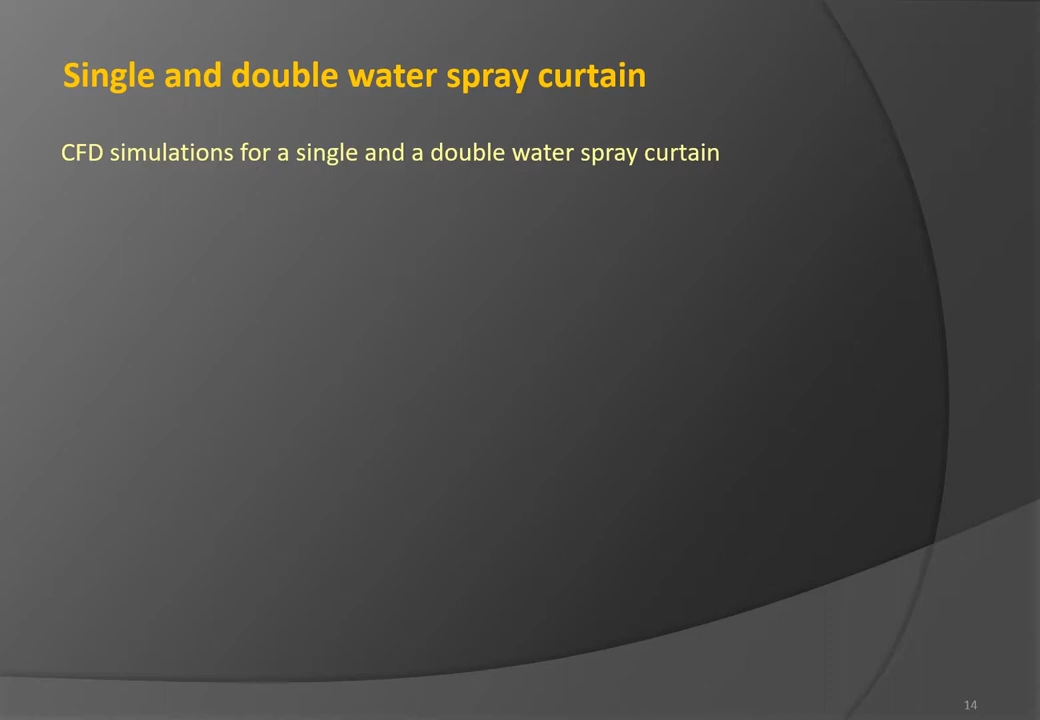 Single and double water spray curtain
CFD simulations for a single and a double water spray curtain
14